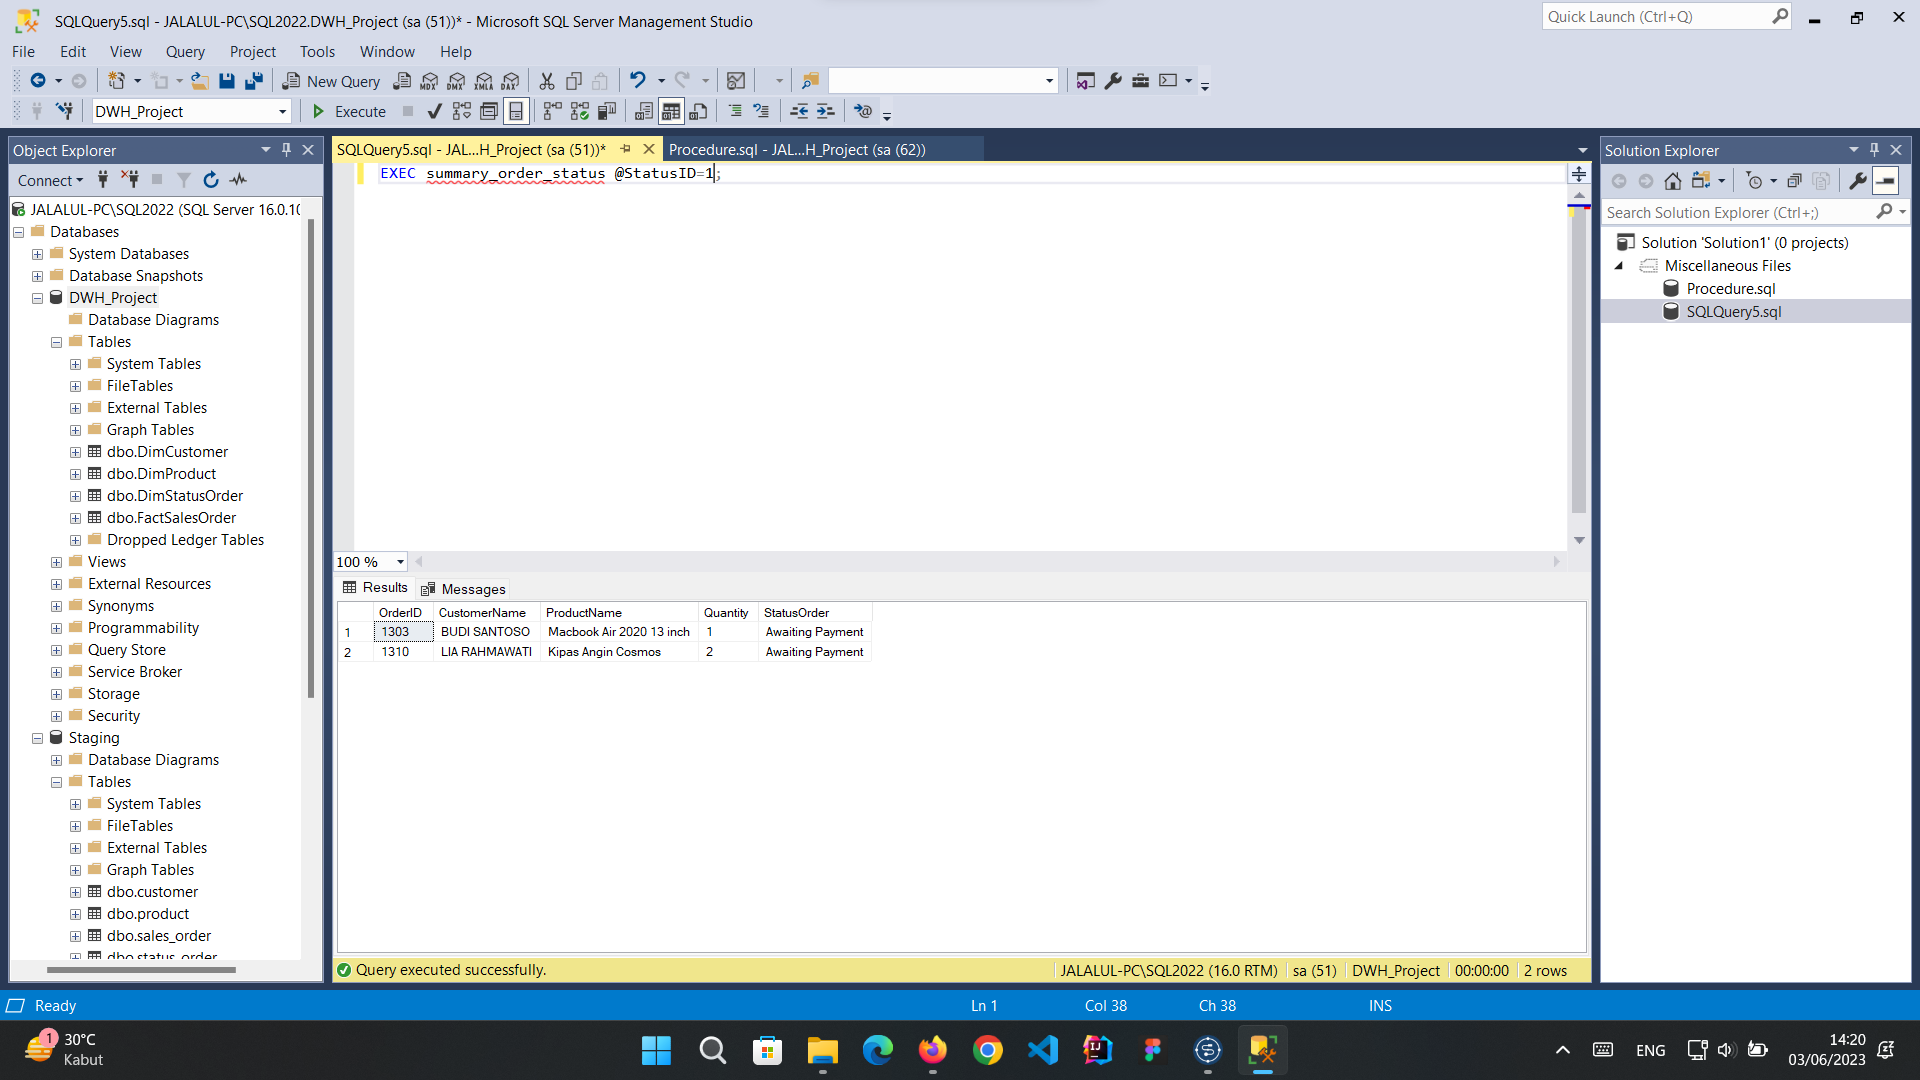 SQLQuery5.sql - JALALUL-PC\SQL2022.DWH_Project (sa (51))* - Microsoft SQL Server Management Studio
Quick Launch (Ctrl+Q)
File Edit View Query Project Tools Window Help
New Query
MDX DMX XMLA DAX
DWH_Project
Execute
Object Explorer
Connect
JALALUL-PC\SQL2022 (SQL Server 16.0.10
Databases
System Databases
Database Snapshots
DWH_Project
Database Diagrams
Tables
System Tables
FileTables
External Tables
Graph Tables
dbo.DimCustomer
dbo.DimProduct
dbo.DimStatusOrder
dbo.FactSalesOrder
Dropped Ledger Tables
Views
External Resources
Synonyms
Programmability
Query Store
Service Broker
Storage
Security
Staging
Database Diagrams
Tables
System Tables
FileTables
External Tables
Graph Tables
dbo.customer
dbo.product
dbo.sales_order
dbo.status_order
SQLQuery5.sql - JAL...H_Project (sa (51))*
Procedure.sql - JAL...H_Project (sa (62))
EXEC summary_order_status @StatusID=1;
100 %
Results Messages
OrderID CustomerName ProductName Quantity StatusOrder
1 1303 BUDI SANTOSO Macbook Air 2020 13 inch 1 Awaiting Payment
2 1310 LIA RAHMAWATI Kipas Angin Cosmos 2 Awaiting Payment
Query executed successfully.
JALALUL-PC\SQL2022 (16.0 RTM) sa (51) DWH_Project 00:00:00 2 rows
Solution Explorer
Search Solution Explorer (Ctrl+;)
Solution 'Solution1' (0 projects)
Miscellaneous Files
Procedure.sql
SQLQuery5.sql
Ready
Ln 1 Col 38 Ch 38 INS
1
30°C
Kabut
IJ
ENG
14:20
03/06/2023